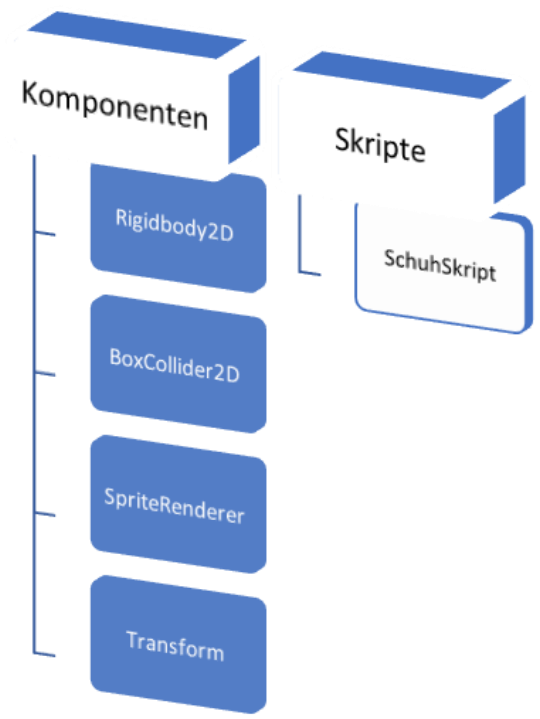 Komponenten
Rigidbody2D
BoxCollider2D
SpriteRenderer
Transform
Skripte
SchuhSkript